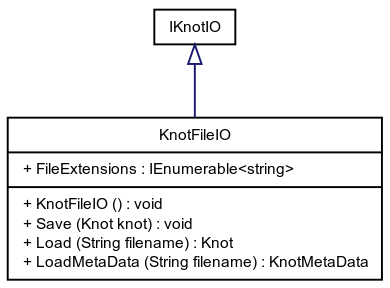 IKnotIO
KnotFileIO
+ FileExtensions : IEnumerable<string>
+ KnotFileIO () : void
+ Save (Knot knot) : void
+ Load (String filename) : Knot
+ LoadMetaData (String filename) : KnotMetaData